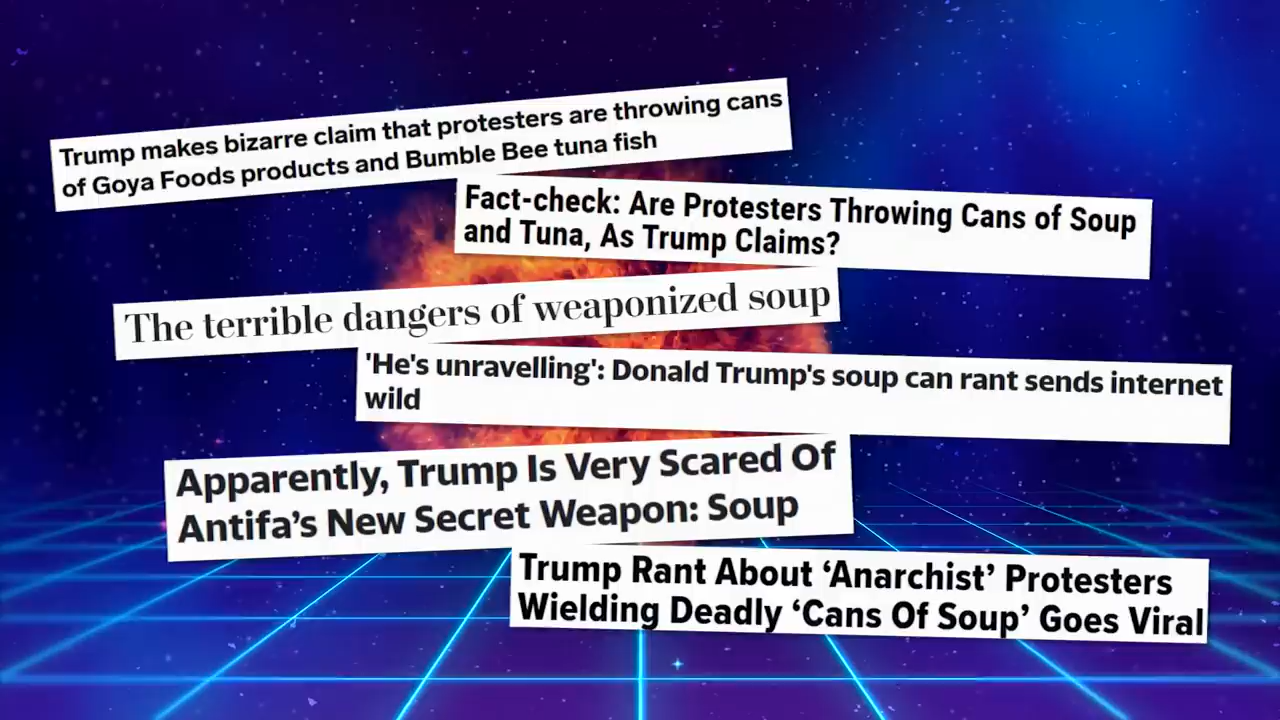 Trump makes bizarre claim that protesters are throwing cans
of Goya Foods products and Bumble Bee tuna fish
Fact-check: Are Protesters Throwing Cans of Soup
and Tuna, As Trump Claims?
The terrible dangers of weaponized soup
'He's unravelling': Donald Trump's soup can rant sends internet
wild
Apparently, Trump Is Very Scared Of
Antifa’s New Secret Weapon: Soup
Trump Rant About ‘Anarchist’ Protesters
Wielding Deadly ‘Cans Of Soup’ Goes Viral